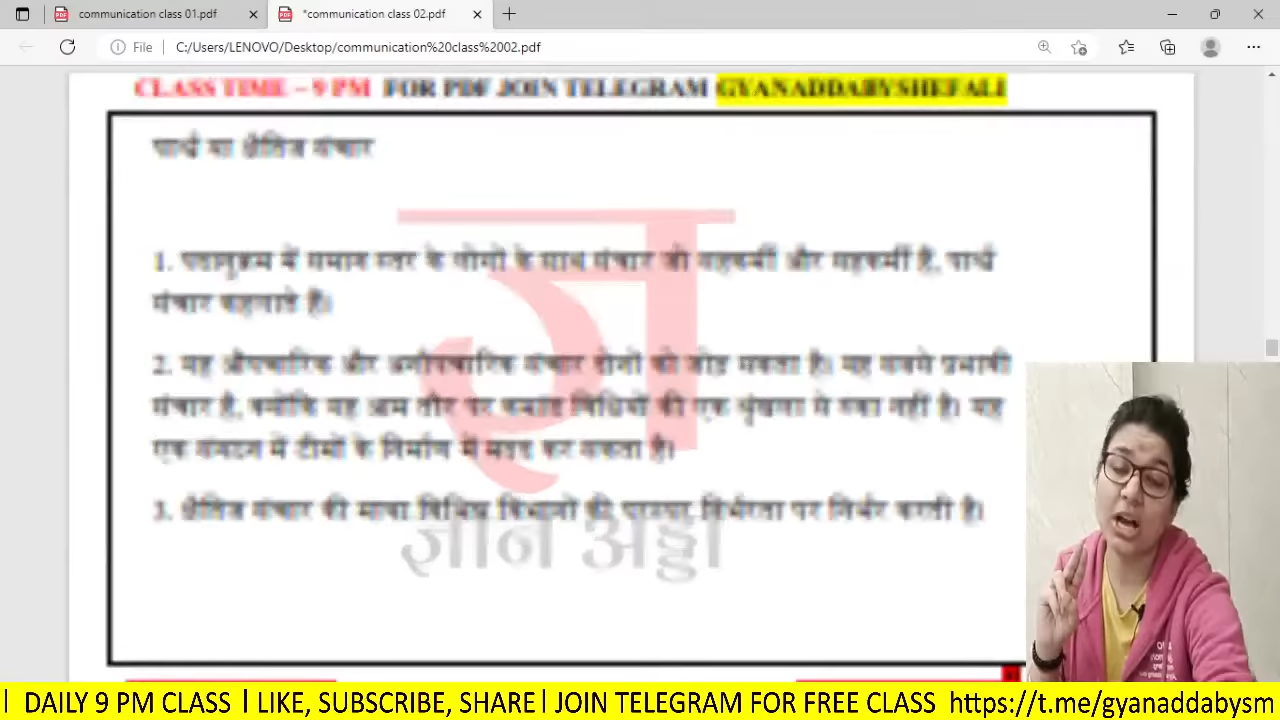 communication class 01.pdf
*communication class 02.pdf
File C:/Users/LENOVO/Desktop/communication%20class%2002.pdf
CLASS TIME – 9 PM FOR PDF JOIN TELEGRAM GYANADDABYSHEFALI
पार्श्व या क्षैतिज संचार
1. पदानुक्रम में समान स्तर के लोगों के साथ संचार जो सहकर्मी और सहकर्मी हैं, पार्श्व
संचार कहलाते हैं।
2. यह औपचारिक और अनौपचारिक संचार दोनों को जोड़ सकता है। यह सबसे प्रभावी
संचार है, क्योंकि यह आम तौर पर कमांड विधियों की एक श्रृंखला से रुका नहीं है। यह
एक संगठन में टीमों के निर्माण में मदद कर सकता है।
3. क्षैतिज संचार की मात्रा विभिन्न विभागों की परस्पर निर्भरता पर निर्भर करती है।
ज्ञान अड्डा
l DAILY 9 PM CLASS l LIKE, SUBSCRIBE, SHARE l JOIN TELEGRAM FOR FREE CLASS https://t.me/gyanaddabysm